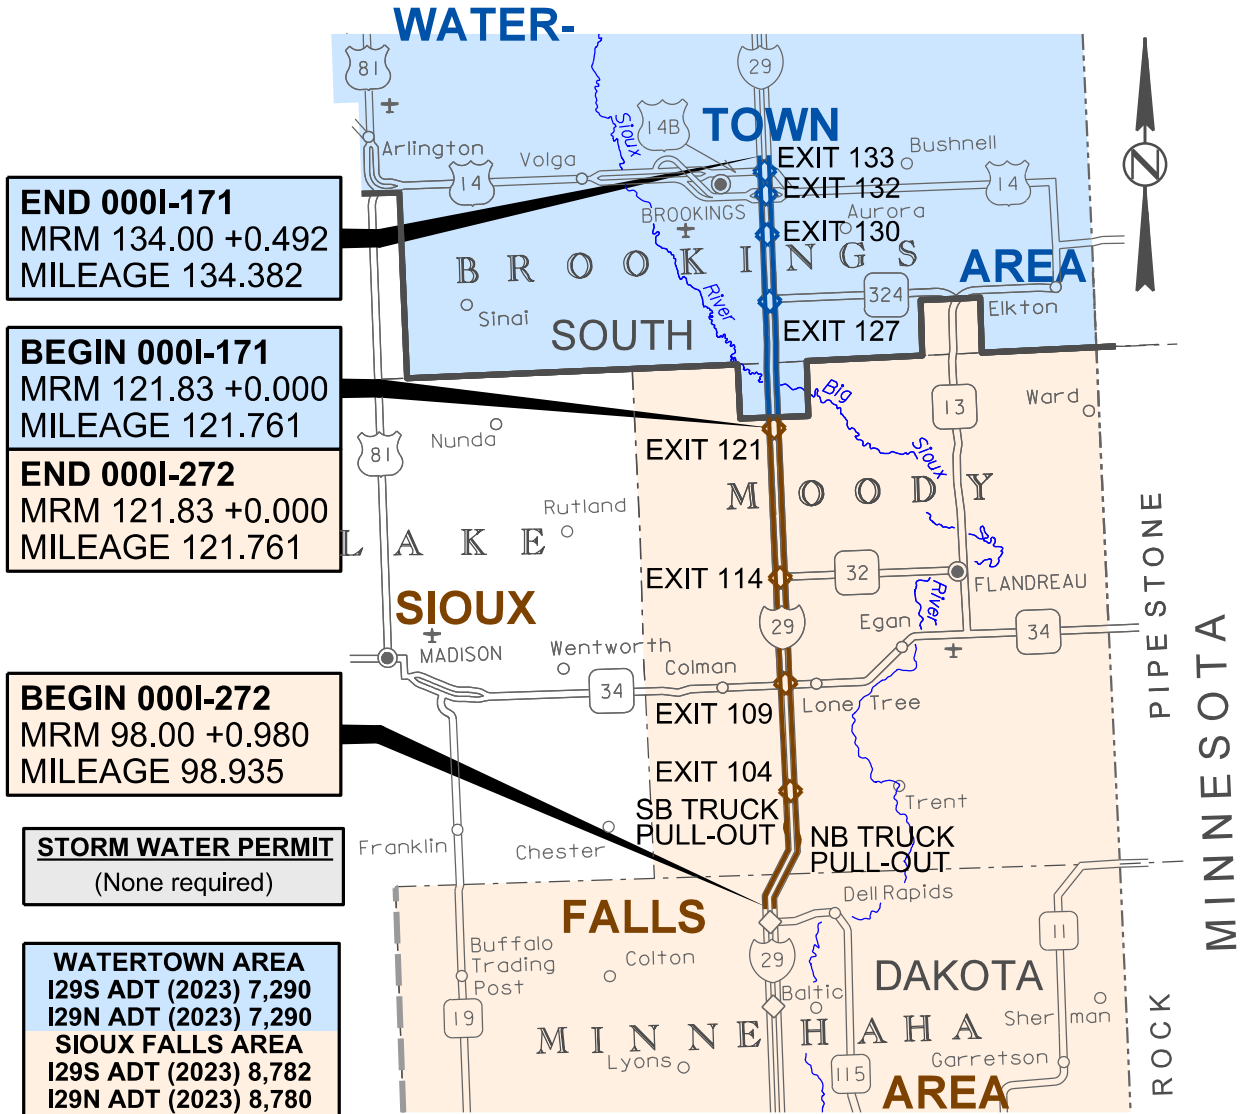 WATER-
81
29
TOWN
14B
Sioux
Arlington
Volga
EXIT 133
Bushnell
14
EXIT 132
14
BROOKINGS
Aurora
EXIT 130
END 000I-171
MRM 134.00 +0.492
MILEAGE 134.382
BROOKINGS
AREA
River
324
Elkton
Sinai
SOUTH
EXIT 127
BEGIN 000I-171
MRM 121.83 +0.000
MILEAGE 121.761
Big
13
Ward
Nunda
81
EXIT 121
Sioux
END 000I-272
MRM 121.83 +0.000
MILEAGE 121.761
MOODY
Rutland
LAKE
PIPESTONE
EXIT 114
32
FLANDREAU
River
SIOUX
29
Egan
34
MADISON
Wentworth
Colman
34
Lone Tree
EXIT 109
MINNESOTA
BEGIN 000I-272
MRM 98.00 +0.980
MILEAGE 98.935
EXIT 104
SB TRUCK
PULL-OUT
Trent
NB TRUCK
PULL-OUT
STORM WATER PERMIT
(None required)
Franklin
Chester
Dell Rapids
FALLS
11
Buffalo
Trading
Post
Colton
29
DAKOTA
Baltic
19
Sherman
MINNEHAHA
ROCK
Lyons
Garretson
115
AREA
WATERTOWN AREA
I29S ADT (2023) 7,290
I29N ADT (2023) 7,290
SIOUX FALLS AREA
I29S ADT (2023) 8,782
I29N ADT (2023) 8,780
N